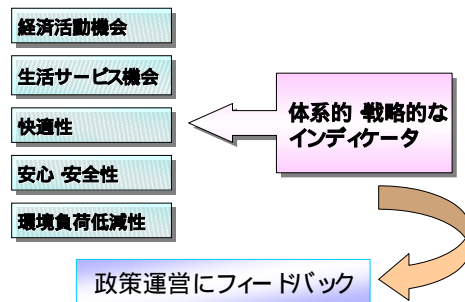 経済活動機会
生活サービス機会
快適性
安心・安全性
環境負荷低減性
体系的・戦略的な
インディケータ
政策運営にフィードバック